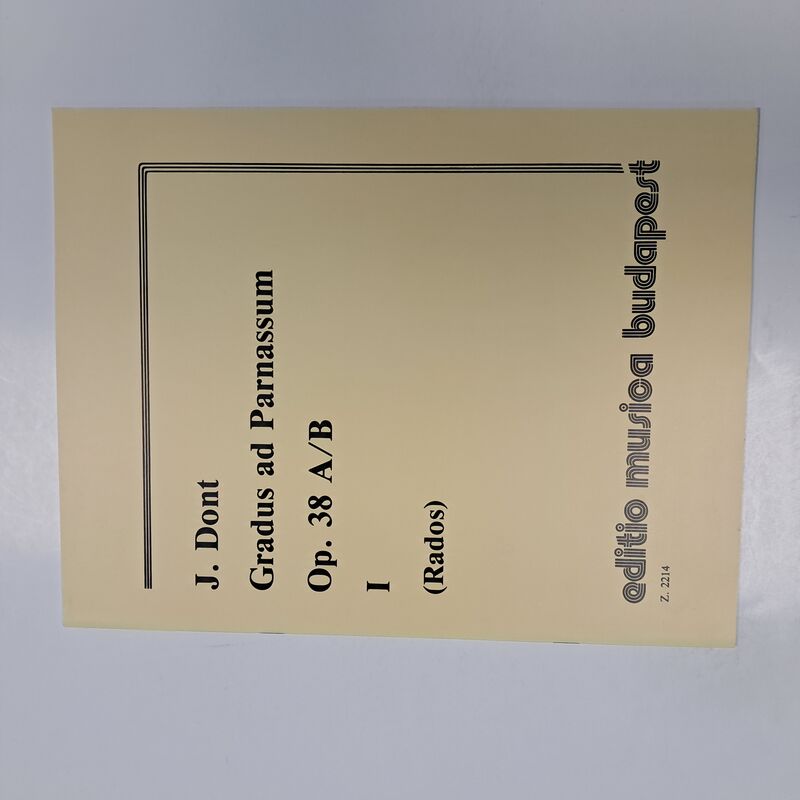 J. Dont
Gradus ad Parnassum
Op. 38 A/B
I
(Rados)
editio musica budapest
Z. 2214